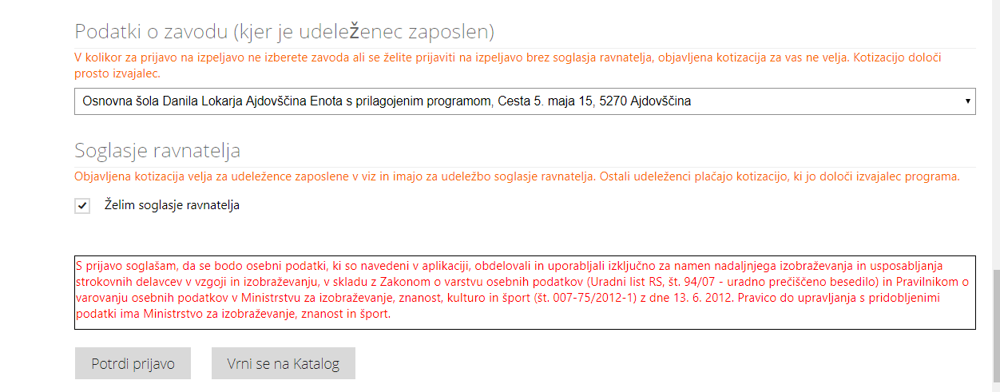 Podatki o zavodu (kjer je udeleženec zaposlen)
V kolikor za prijavo na izpeljavo ne izberete zavoda ali se želite prijaviti na izpeljavo brez soglasja ravnatelja, objavljena kotizacija za vas ne velja. Kotizacijo določi
prosto izvajalec.
Osnovna šola Danila Lokarja Ajdovščina Enota s prilagojenim programom, Cesta 5. maja 15, 5270 Ajdovščina
Soglasje ravnatelja
Objavljena kotizacija velja za udeležence zaposlene v viz in imajo za udeležbo soglasje ravnatelja. Ostali udeleženci plačajo kotizacijo, ki jo določi izvajalec programa.
Želim soglasje ravnatelja
S prijavo soglašam, da se bodo osebni podatki, ki so navedeni v aplikaciji, obdelovali in uporabljali izključno za namen nadaljnjega izobraževanja in usposabljanja
strokovnih delavcev v vzgoji in izobraževanju, v skladu z Zakonom o varstvu osebnih podatkov (Uradni list RS, št. 94/07 - uradno prečiščeno besedilo) in Pravilnikom o
varovanju osebnih podatkov v Ministrstvu za izobraževanje, znanost, kulturo in šport (št. 007-75/2012-1) z dne 13. 6. 2012. Pravico do upravljanja s pridobljenimi
podatki ima Ministrstvo za izobraževanje, znanost in šport.
Potrdi prijavo
Vrni se na Katalog